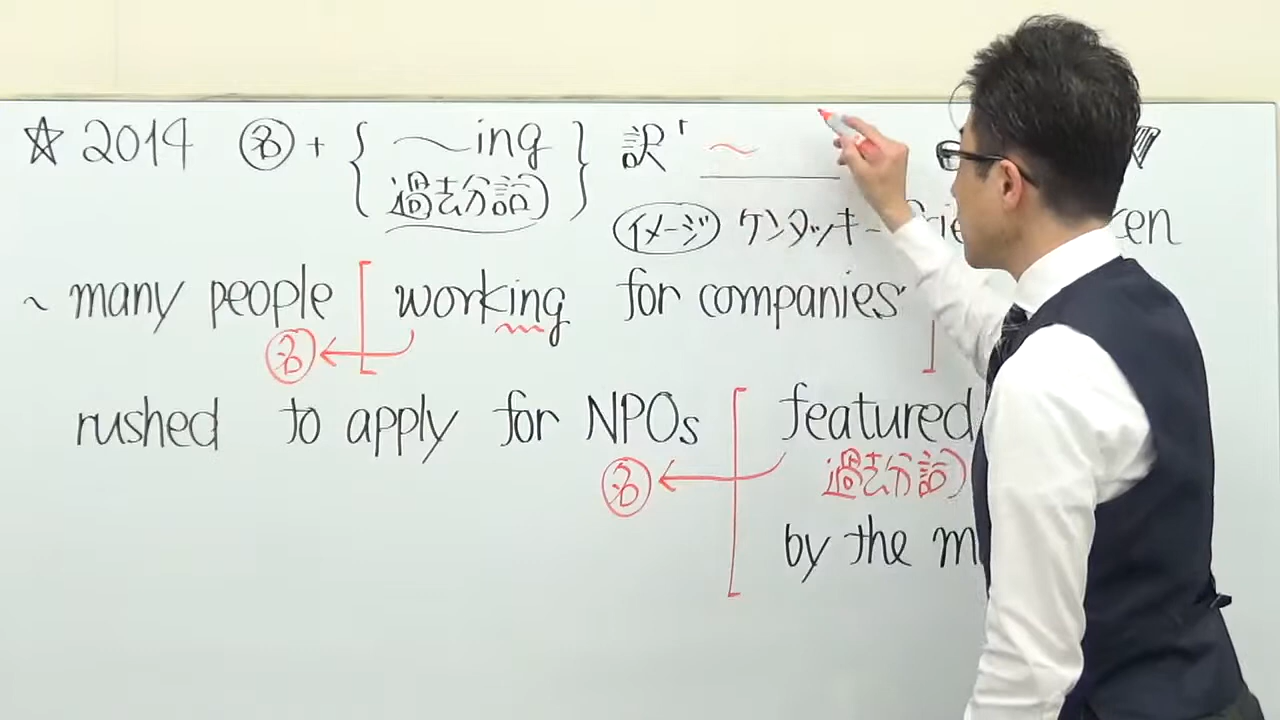 ☆ 2014 名 + { ~ing 過去分詞 } 訳「 ~
イメージ ケンタッキー
~ many people [ working for companies ]
名 ←
rushed to apply for NPOs [ featured
名 ← 過去分詞
by the